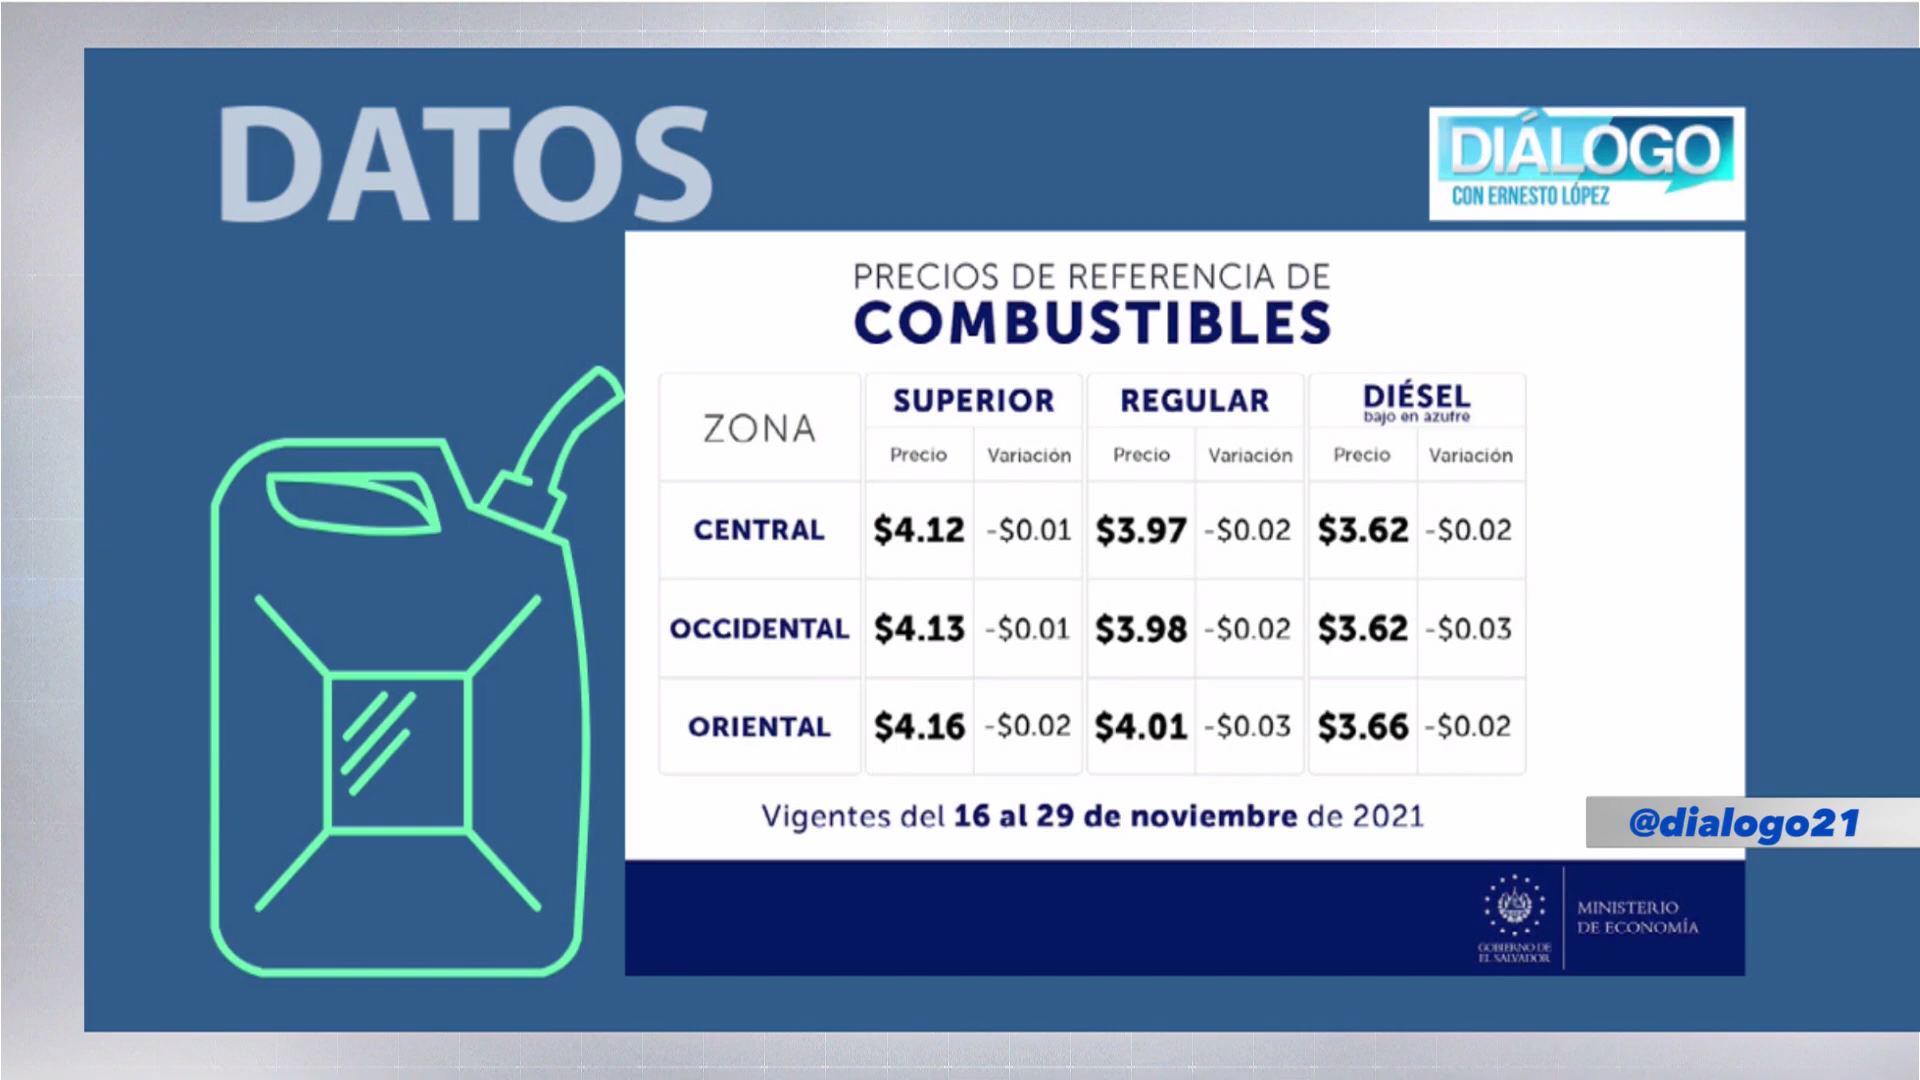 DATOS
DIÁLOGO
CON ERNESTO LÓPEZ
PRECIOS DE REFERENCIA DE
COMBUSTIBLES
ZONA SUPERIOR REGULAR DIÉSEL
bajo en azufre
Precio Variación Precio Variación Precio Variación
CENTRAL $4.12 -$0.01 $3.97 -$0.02 $3.62 -$0.02
OCCIDENTAL $4.13 -$0.01 $3.98 -$0.02 $3.62 -$0.03
ORIENTAL $4.16 -$0.02 $4.01 -$0.03 $3.66 -$0.02
Vigentes del 16 al 29 de noviembre de 2021
@dialogo21
GOBIERNO DE
EL SALVADOR
MINISTERIO
DE ECONOMÍA